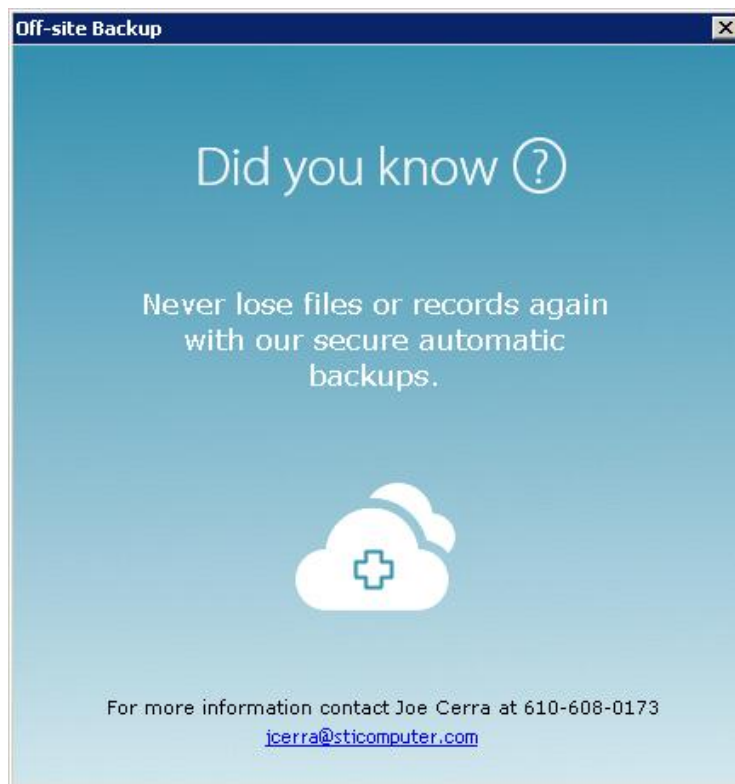 Off-site Backup
Did you know ?
Never lose files or records again
with our secure automatic
backups.
For more information contact Joe Cerra at 610-608-0173
jcerra@sticomputer.com